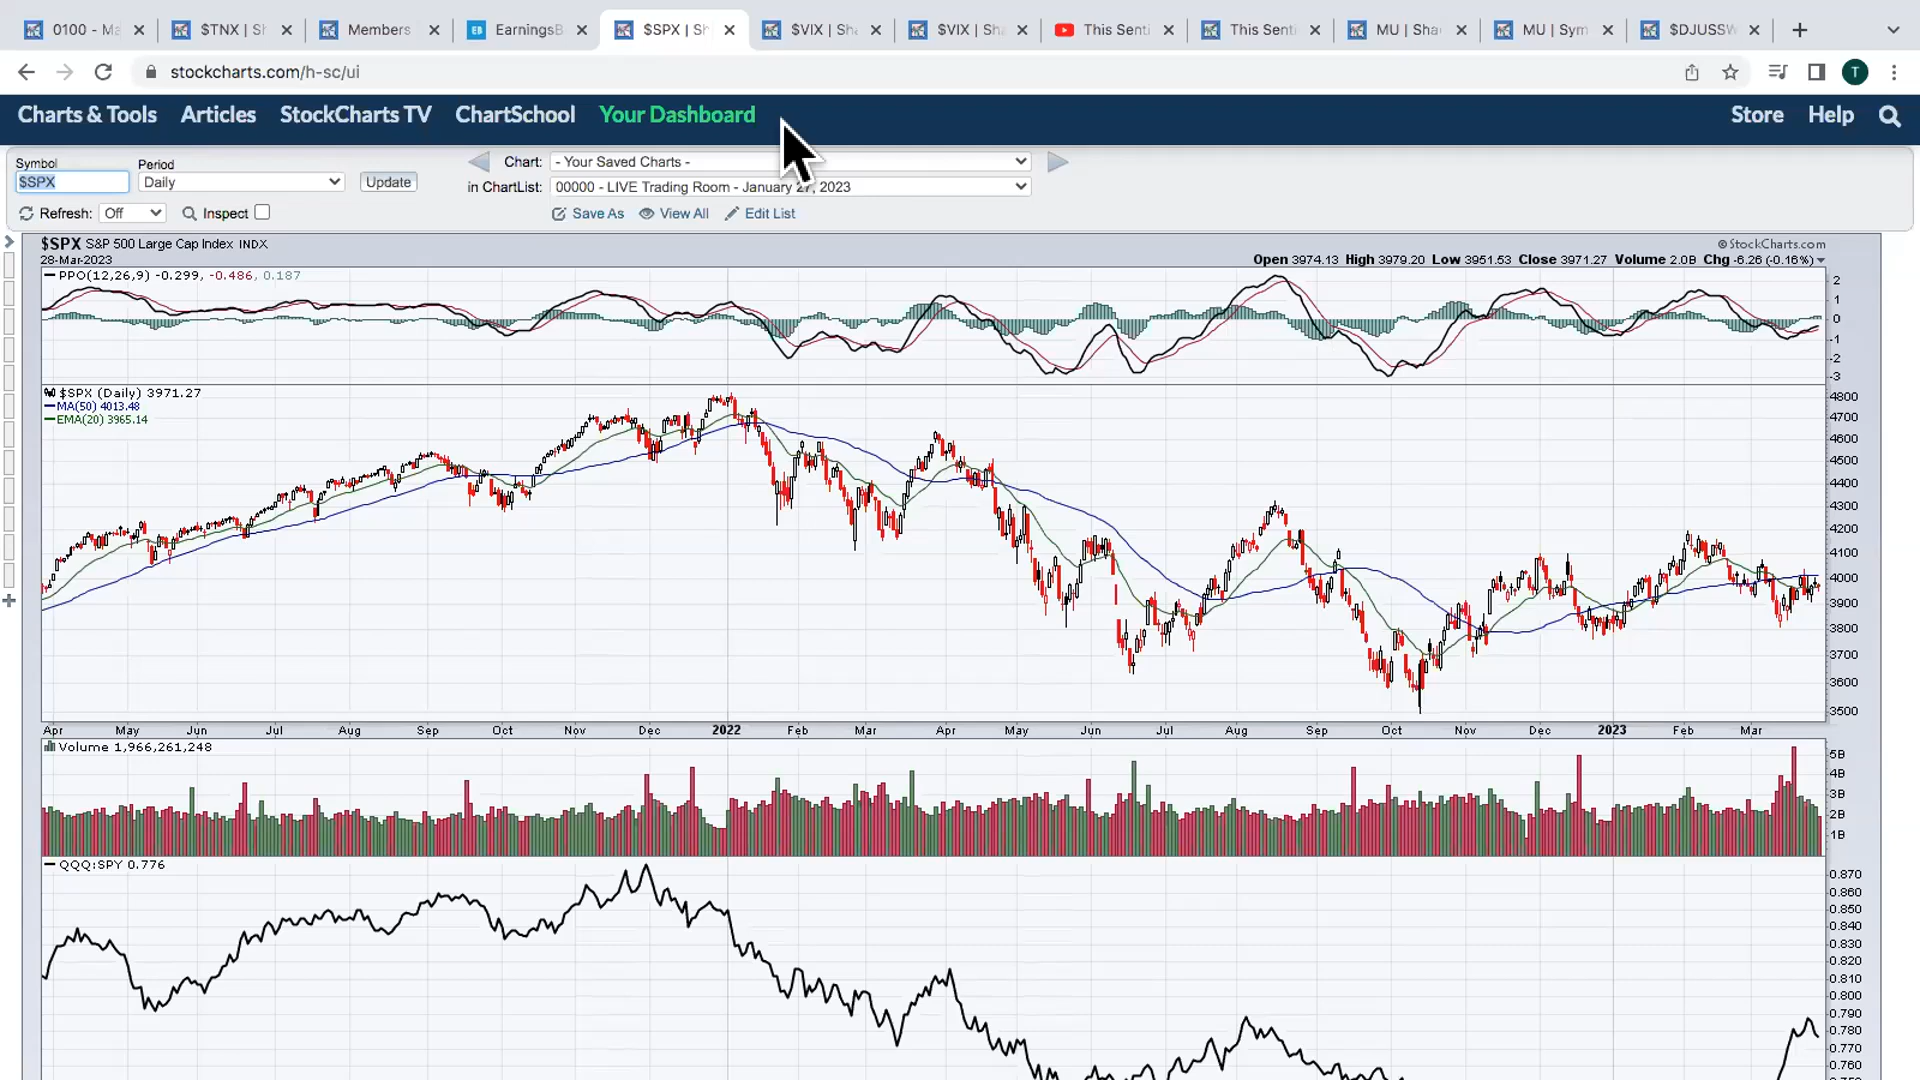 0100 - Ma
$TNX | Sh
Members
EarningsB
$SPX | Sh
$VIX | Sha
$VIX | Sha
This Senti
This Senti
MU | Shar
MU | Sym
$DJUSSW
stockcharts.com/h-sc/ui
T
Charts & Tools
Articles
StockCharts TV
ChartSchool
Your Dashboard
Store
Help
Symbol
Period
Chart:
- Your Saved Charts -
$SPX
Daily
Update
in ChartList:
00000 - LIVE Trading Room - January 27, 2023
Refresh:
Off
Inspect
Save As
View All
Edit List
$SPX S&P 500 Large Cap Index INDX
© StockCharts.com
28-Mar-2023
Open 3974.13 High 3979.20 Low 3951.53 Close 3971.27 Volume 2.0B Chg -6.26 (-0.16%)
PPO(12,26,9) -0.299, -0.486, 0.187
2
1
0
-1
-2
-3
$SPX (Daily) 3971.27
MA(50) 4013.48
EMA(20) 3965.14
4800
4700
4600
4500
4400
4300
4200
4100
4000
3900
3800
3700
3600
3500
Apr May Jun Jul Aug Sep Oct Nov Dec 2022 Feb Mar Apr May Jun Jul Aug Sep Oct Nov Dec 2023 Feb Mar
Volume 1,966,261,248
5B
4B
3B
2B
1B
QQQ:SPY 0.776
0.870
0.860
0.850
0.840
0.830
0.820
0.810
0.800
0.790
0.780
0.770
0.760